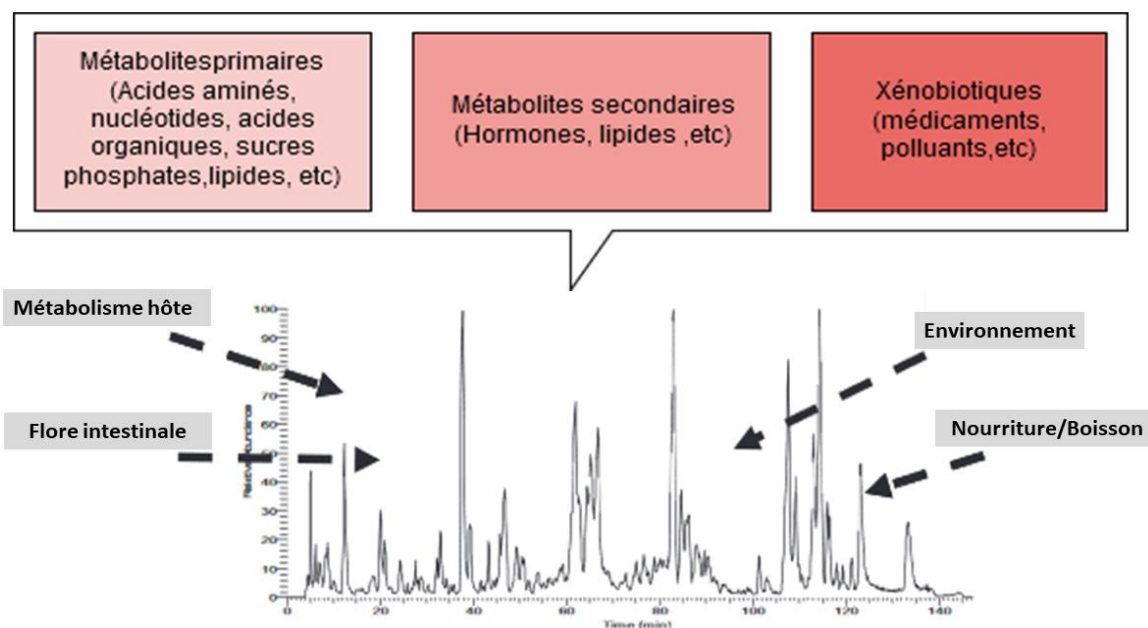 Métabolitesprimaires
(Acides aminés,
nucléotides, acides
organiques, sucres
phosphates,lipides, etc)
Métabolites secondaires
(Hormones, lipides ,etc)
Xénobiotiques
(médicaments,
polluants,etc)
Métabolisme hôte
Environnement
Flore intestinale
Nourriture/Boisson
100
90
80
70
60
50
40
30
20
10
0
0 20 40 60 80 100 120 140
Time (min)